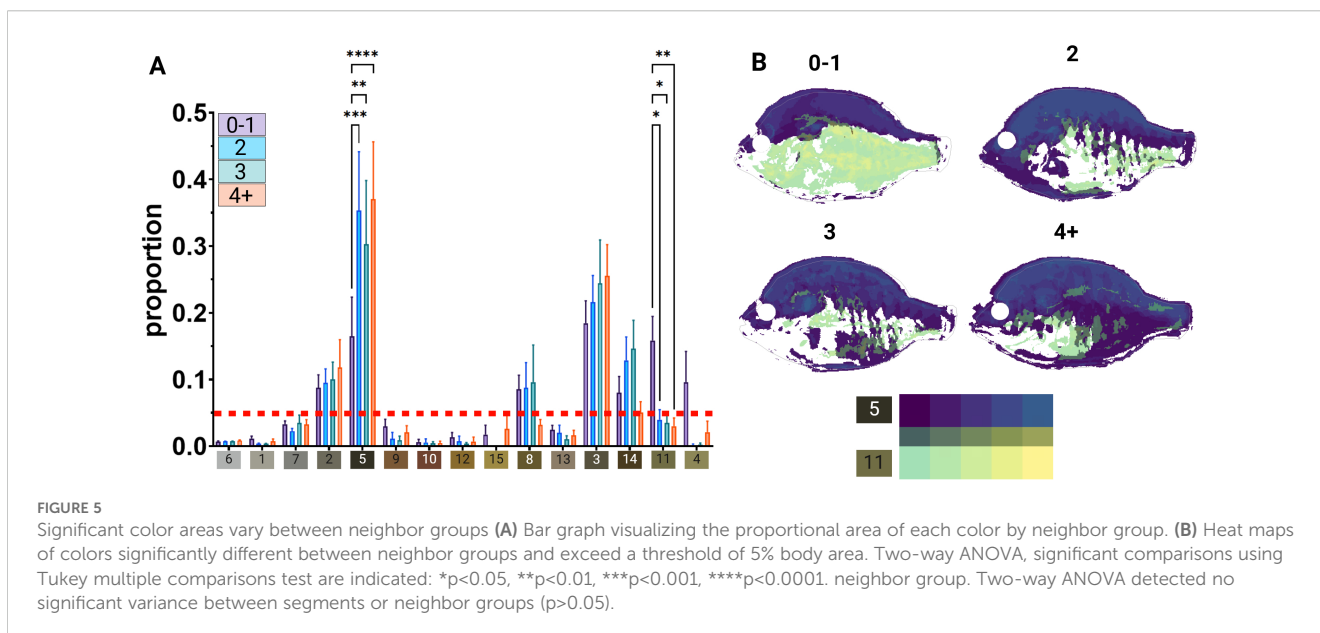 A
****
**
***
**
*
*
0.5
0.4
0.3
0.2
0.1
0.0
proportion
0-1
2
3
4+
6 1 7 2 5 9 10 12 15 8 13 3 14 11 4
B
0-1
2
3
4+
5
11
FIGURE 5
Significant color areas vary between neighbor groups (A) Bar graph visualizing the proportional area of each color by neighbor group. (B) Heat maps
of colors significantly different between neighbor groups and exceed a threshold of 5% body area. Two-way ANOVA, significant comparisons using
Tukey multiple comparisons test are indicated: *p<0.05, **p<0.01, ***p<0.001, ****p<0.0001. neighbor group. Two-way ANOVA detected no
significant variance between segments or neighbor groups (p>0.05).